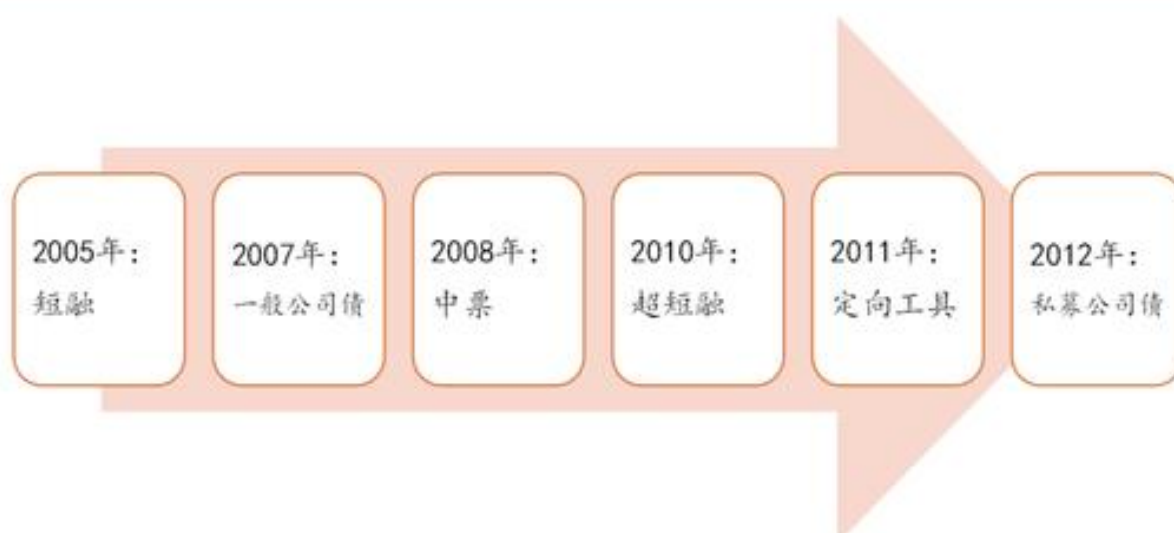 2005年：
短融
2007年：
一般公司债
2008年：
中票
2010年：
超短融
2011年：
定向工具
2012年：
私募公司债